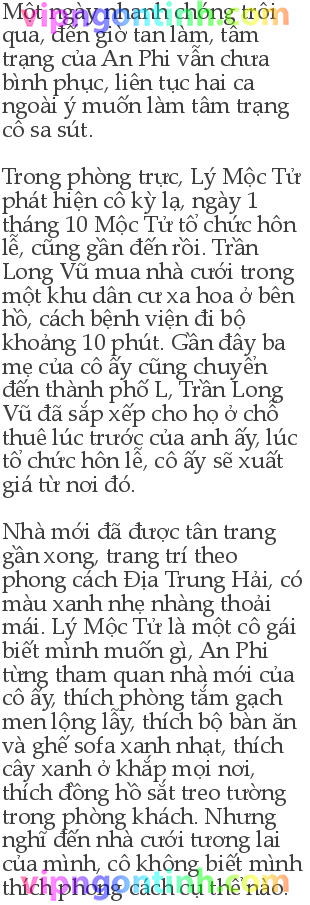 Một ngày nhanh chóng trôi
qua, đến giờ tan làm, tâm
trạng của An Phi vẫn chưa
bình phục, liên tục hai ca
ngoài ý muốn làm tâm trạng
cô sa sút.
Trong phòng trực, Lý Mộc Tử
phát hiện cô kỳ lạ, ngày 1
tháng 10 Mộc Tử tổ chức hôn
lễ, cũng gần đến rồi. Trần
Long Vũ mua nhà cưới trong
một khu dân cư xa hoa ở bên
hồ, cách bệnh viện đi bộ
khoảng 10 phút. Gần đây ba
mẹ của cô ấy cũng chuyển
đến thành phố L, Trần Long
Vũ đã sắp xếp cho họ ở chỗ
thuê lúc trước của anh ấy, lúc
tổ chức hôn lễ, cô ấy sẽ xuất
giá từ nơi đó.
Nhà mới đã được tân trang
gần xong, trang trí theo
phong cách Địa Trung Hải, có
màu xanh nhẹ nhàng thoải
mái. Lý Mộc Tử là một cô gái
biết mình muốn gì, An Phi
từng tham quan nhà mới của
cô ấy, thích phòng tắm gạch
men lộng lẫy, thích bộ bàn ăn
và ghế sofa xanh nhạt, thích
cây xanh ở khắp mọi nơi,
thích đồng hồ sắt treo tường
trong phòng khách. Nhưng
nghĩ đến nhà cưới tương lai
của mình, cô không biết mình
thích phong cách cụ thể nào.
vipngontinh.com
vipngontinh.com